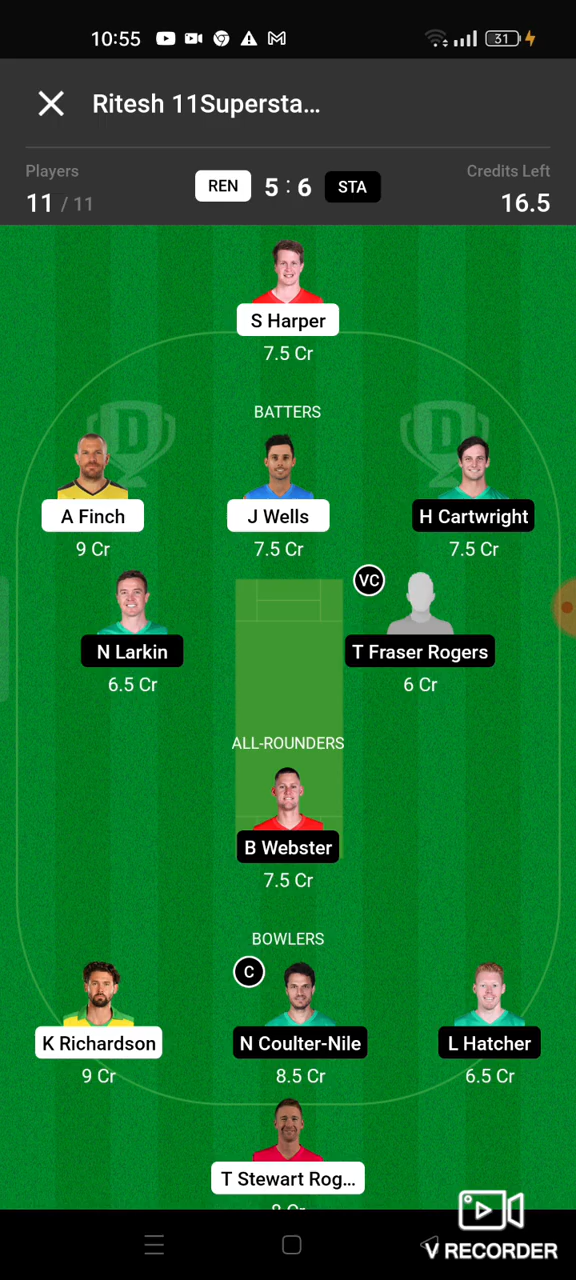 10:55
31
Ritesh 11Supersta...
Players
11 / 11
REN 5 : 6 STA
Credits Left
16.5
S Harper
7.5 Cr
BATTERS
A Finch
9 Cr
J Wells
7.5 Cr
H Cartwright
7.5 Cr
N Larkin
6.5 Cr
VC
T Fraser Rogers
6 Cr
ALL-ROUNDERS
B Webster
7.5 Cr
BOWLERS
K Richardson
9 Cr
C
N Coulter-Nile
8.5 Cr
L Hatcher
6.5 Cr
T Stewart Rog...
V RECORDER